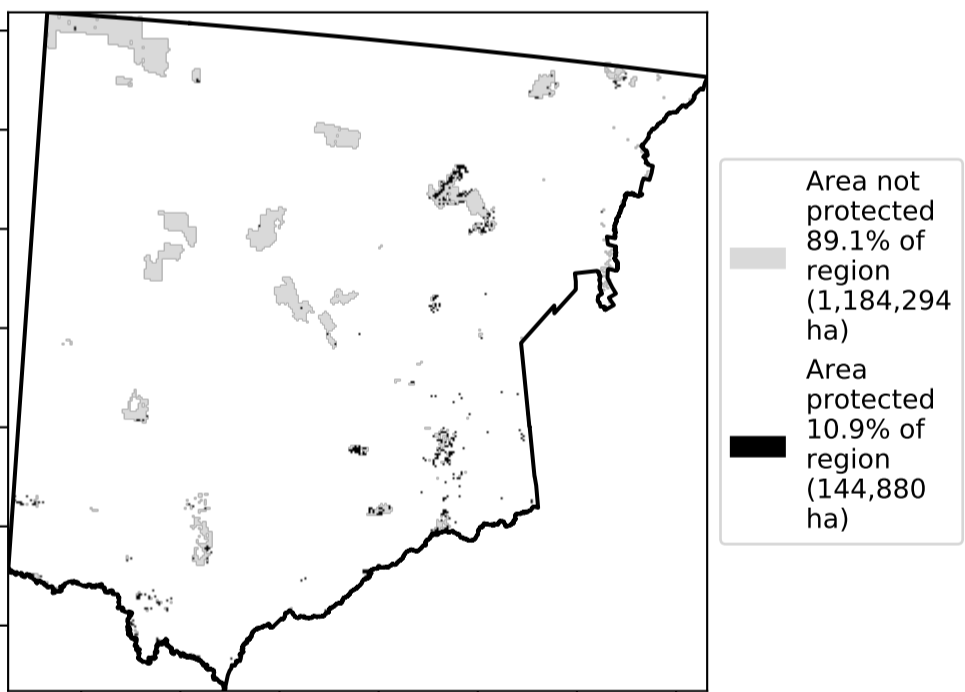 Area not
protected
89.1% of
region
(1,184,294
ha)
Area
protected
10.9% of
region
(144,880
ha)